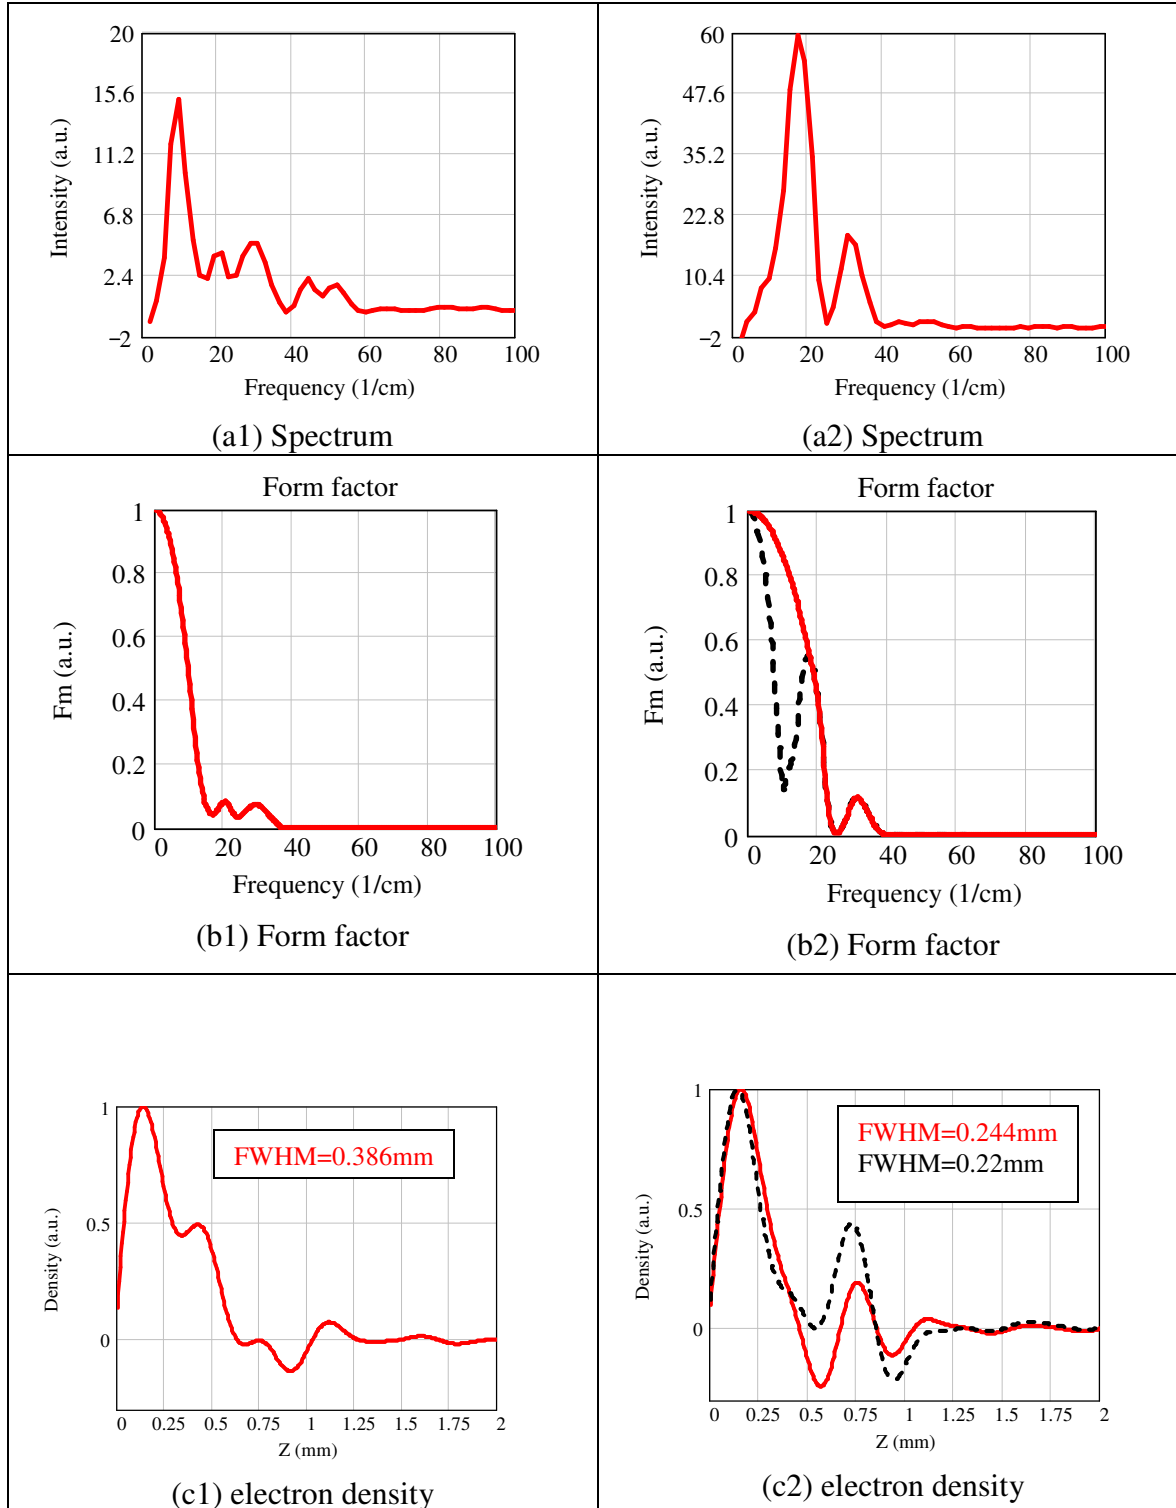 20
15.6
11.2
6.8
2.4
−2
Intensity (a.u.)
0 20 40 60 80 100
Frequency (1/cm)
(a1) Spectrum
60
47.6
35.2
22.8
10.4
−2
Intensity (a.u.)
0 20 40 60 80 100
Frequency (1/cm)
(a2) Spectrum
Form factor
1
0.8
0.6
0.4
0.2
0
Fm (a.u.)
0 20 40 60 80 100
Frequency (1/cm)
(b1) Form factor
Form factor
1
0.8
0.6
0.4
0.2
0
Fm (a.u.)
0 20 40 60 80 100
Frequency (1/cm)
(b2) Form factor
1
0.5
0
Density (a.u.)
FWHM=0.386mm
0 0.25 0.5 0.75 1 1.25 1.5 1.75 2
Z (mm)
(c1) electron density
1
0.5
0
Density (a.u.)
FWHM=0.244mm
FWHM=0.22mm
0 0.25 0.5 0.75 1 1.25 1.5 1.75 2
Z (mm)
(c2) electron density